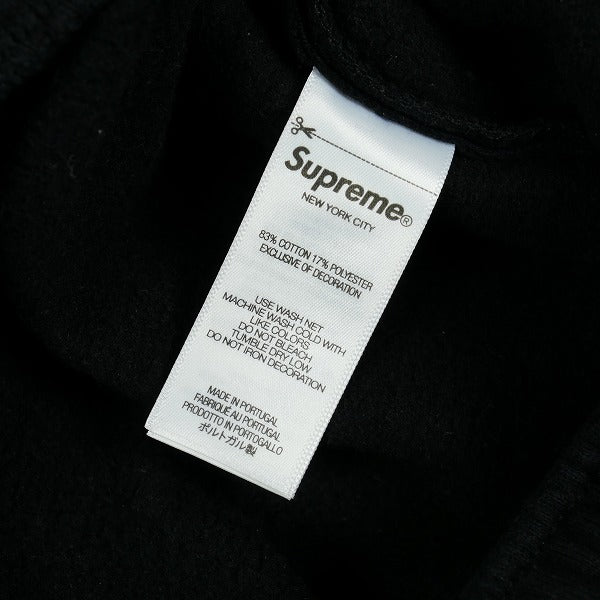 Supreme®
NEW YORK CITY
83% COTTON 17% POLYESTER
EXCLUSIVE OF DECORATION
USE WASH NET
MACHINE WASH COLD WITH
LIKE COLORS
DO NOT BLEACH
TUMBLE DRY LOW
DO NOT IRON DECORATION
MADE IN PORTUGAL
FABRIQUÉ AU PORTUGAL
PRODOTTO IN PORTOGALLO
ポルトガル製